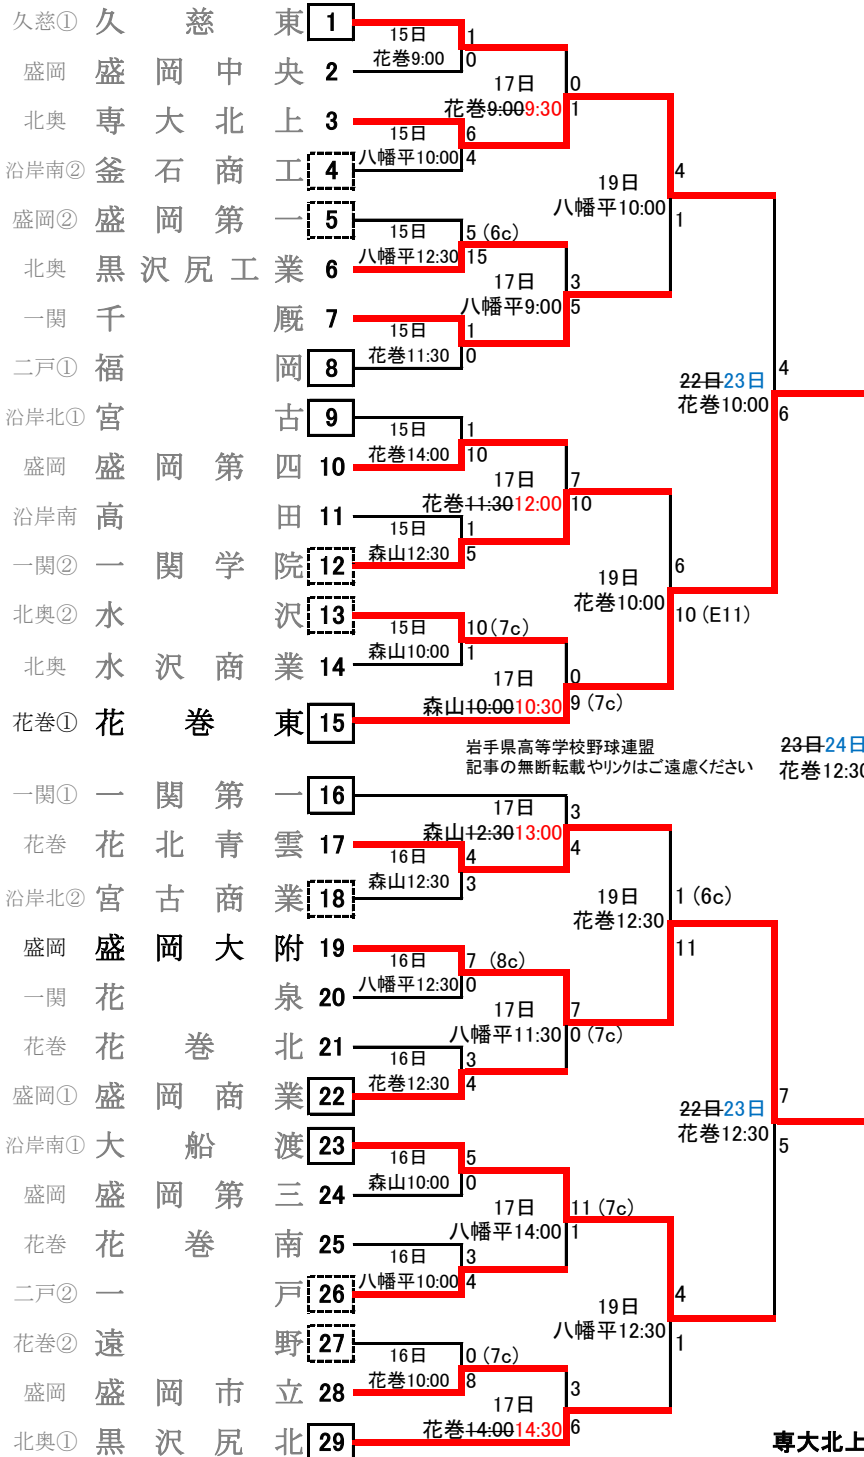 久慈① 久慈東 1
盛岡 盛岡中央 2
北奥 専大北上 3
沿岸南② 釜石商工 4
盛岡② 盛岡第一 5
北奥 黒沢尻工業 6
一関 千厩 7
二戸① 福岡 8
沿岸北① 宮古 9
盛岡 盛岡第四 10
沿岸南 高田 11
一関② 一関学院 12
北奥② 水沢 13
北奥 水沢商業 14
花巻① 花巻東 15
一関① 一関第一 16
花巻 花北青雲 17
沿岸北② 宮古商業 18
盛岡 盛岡大附 19
一関 花泉 20
花巻 花巻北 21
盛岡① 盛岡商業 22
沿岸南① 大船渡 23
盛岡 盛岡第三 24
花巻 花巻南 25
二戸② 一戸 26
花巻② 遠野 27
盛岡 盛岡市立 28
北奥① 黒沢尻北 29
15日 1
花巻9:00 0
15日 6
八幡平10:00 4
15日 5 (6c)
八幡平12:30 15
15日 1
花巻11:30 0
15日 1
花巻14:00 10
15日 1
森山12:30 5
15日 10 (7c)
森山10:00 1
16日 4
森山12:30 3
16日 7 (8c)
八幡平12:30 0
16日 3
花巻12:30 4
16日 5
森山10:00 0
16日 3
八幡平10:00 4
16日 0 (7c)
花巻10:00 8
17日 0
花巻9:009:30 1
17日 3
八幡平9:00 5
17日 7
花巻11:3012:00 10
17日 0
森山10:0010:30 9 (7c)
17日 3
森山12:3013:00 4
17日 7
八幡平11:30 0 (7c)
17日 11 (7c)
八幡平14:00 1
17日 3
花巻14:0014:30 6
19日 4
八幡平10:00 1
19日 6
花巻10:00 10 (E11)
19日 1 (6c)
花巻12:30 11
19日 4
八幡平12:30 1
22日23日 4
花巻10:00 6
22日23日 7
花巻12:30 5
岩手県高等学校野球連盟
記事の無断転載やリンクはご遠慮ください
23日24日
花巻12:30
専大北上